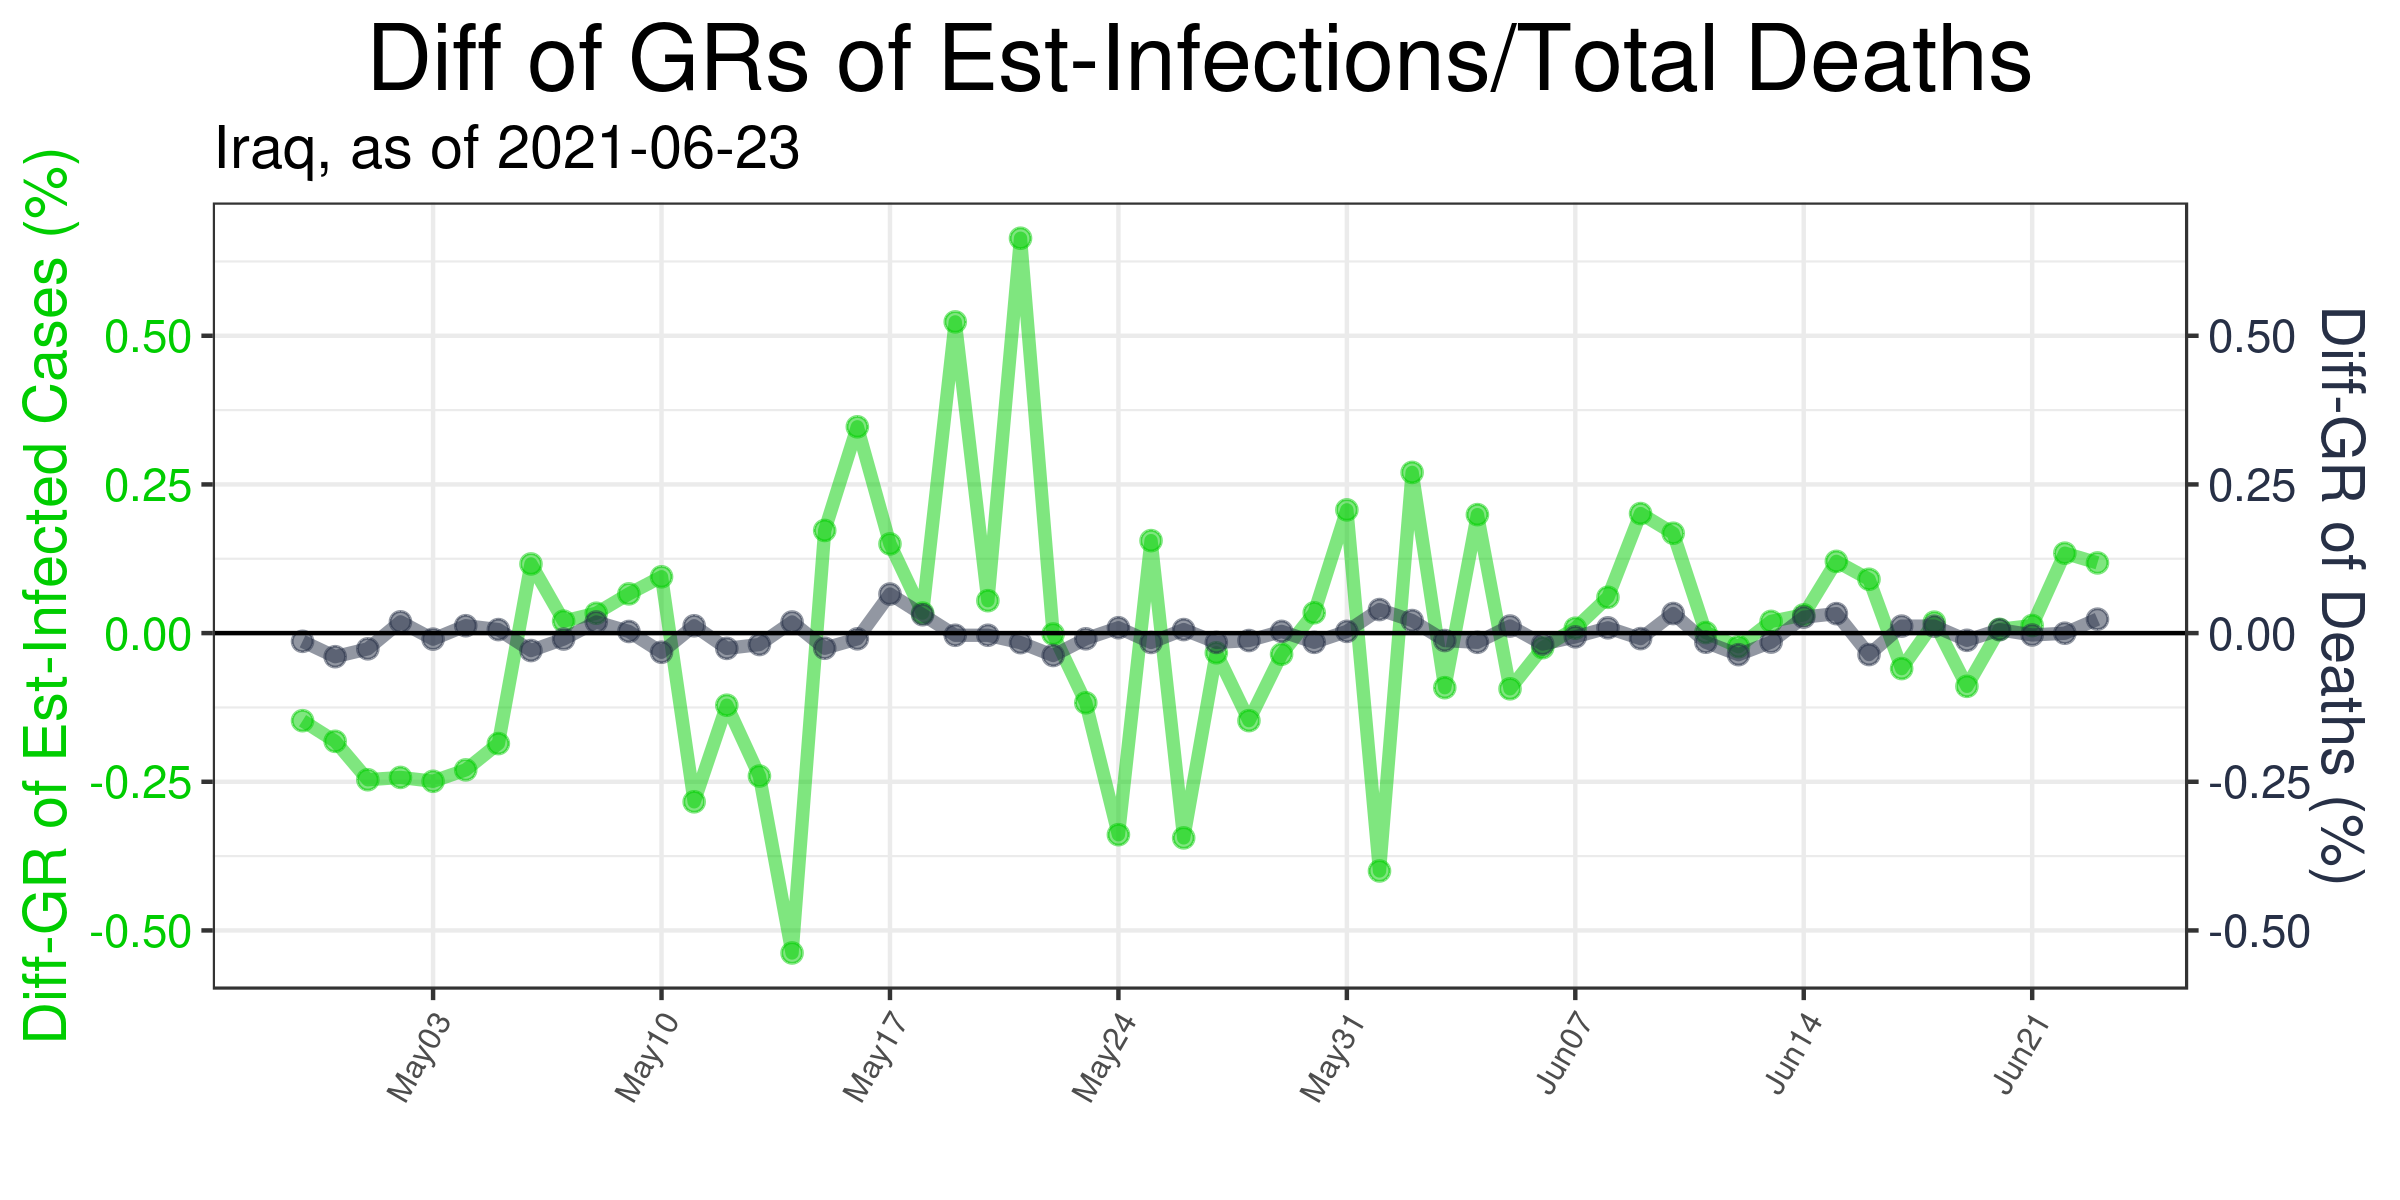 Diff of GRs of Est-Infections/Total Deaths
Iraq, as of 2021-06-23
Diff-GR of Est-Infected Cases (%)
0.50
0.25
0.00
-0.25
-0.50
0.50
0.25
0.00
-0.25
-0.50
Diff-GR of Deaths (%)
May03
May10
May17
May24
May31
Jun07
Jun14
Jun21